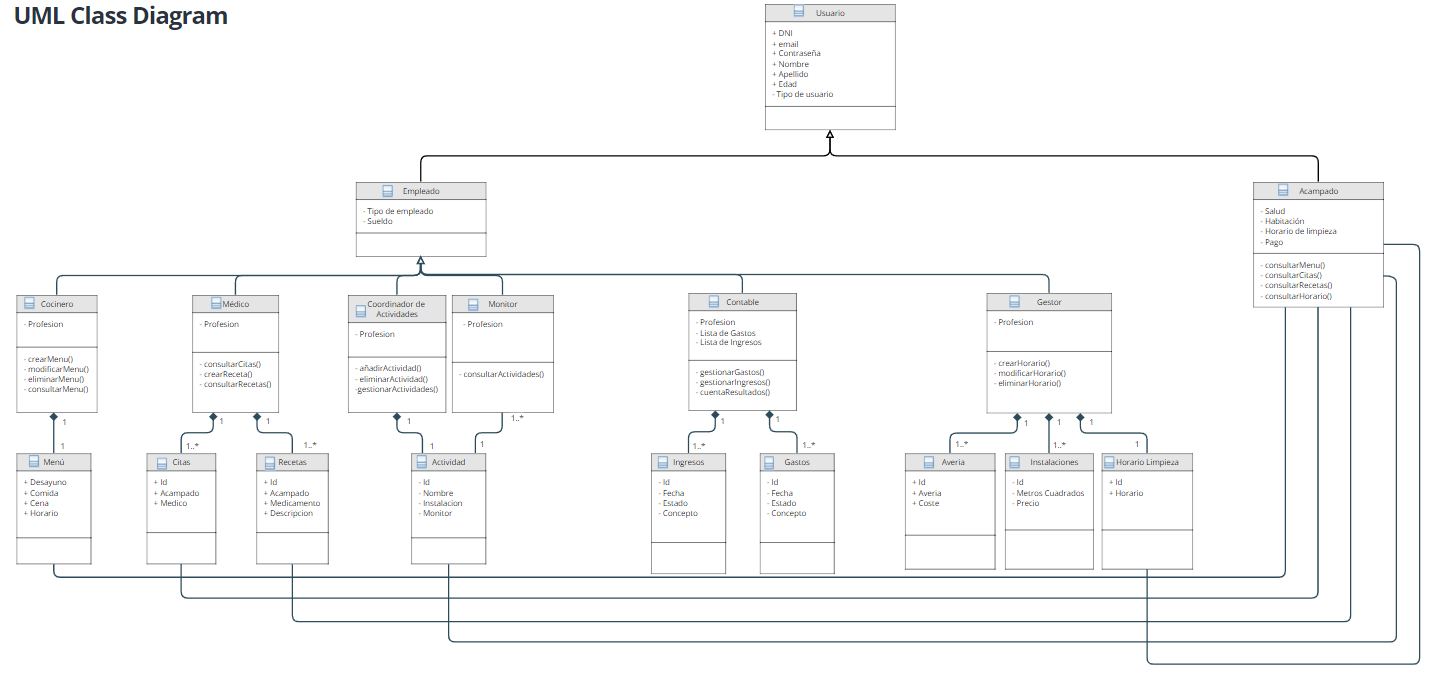 UML Class Diagram
Usuario
+ DNI
+ email
+ Contraseña
+ Nombre
+ Apellido
+ Edad
- Tipo de usuario
Empleado
- Tipo de empleado
- Sueldo
Acampado
- Salud
- Habitación
- Horario de limpieza
- Pago
- consultarMenu()
- consultarCitas()
- consultarRecetas()
- consultarHorario()
Cocinero
- Profesion
- crearMenu()
- modificarMenu()
- eliminarMenu()
- consultarMenu()
Médico
- Profesion
- consultarCitas()
- crearReceta()
- consultarRecetas()
Coordinador de
Actividades
- Profesion
- añadirActividad()
- eliminarActividad()
-gestionarActividades()
Monitor
- Profesion
- consultarActividades()
Contable
- Profesion
- Lista de Gastos
- Lista de Ingresos
- gestionarGastos()
- gestionarIngresos()
- cuentaResultados()
Gestor
- Profesion
- crearHorario()
- modificarHorario()
- eliminarHorario()
1
1
1
1
1..*
1
1
1
1
1
1
1..*
1..*
1
1
1..*
1..*
1..*
1..*
1
Menú
+ Desayuno
+ Comida
+ Cena
+ Horario
Citas
+ Id
+ Acampado
+ Medico
Recetas
+ Id
+ Acampado
+ Medicamento
+ Descripcion
Actividad
- Id
- Nombre
- Instalacion
- Monitor
Ingresos
- Id
- Fecha
- Estado
- Concepto
Gastos
- Id
- Fecha
- Estado
- Concepto
Averia
+ Id
+ Averia
+ Coste
Instalaciones
- Id
- Metros Cuadrados
- Precio
Horario Limpieza
+ Id
+ Horario